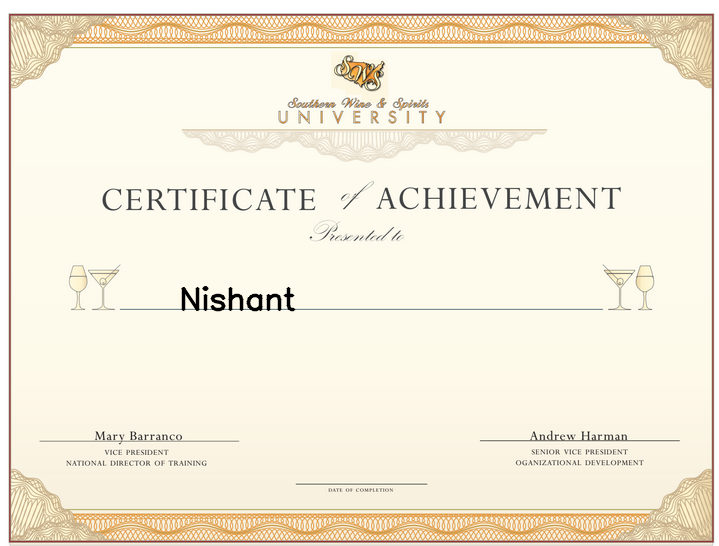 SWS
Southern Wine & Spirits
UNIVERSITY
CERTIFICATE of ACHIEVEMENT
Presented to
Nishant
Mary Barranco
VICE PRESIDENT
NATIONAL DIRECTOR OF TRAINING
Andrew Harman
SENIOR VICE PRESIDENT
OGANIZATIONAL DEVELOPMENT
DATE OF COMPLETION